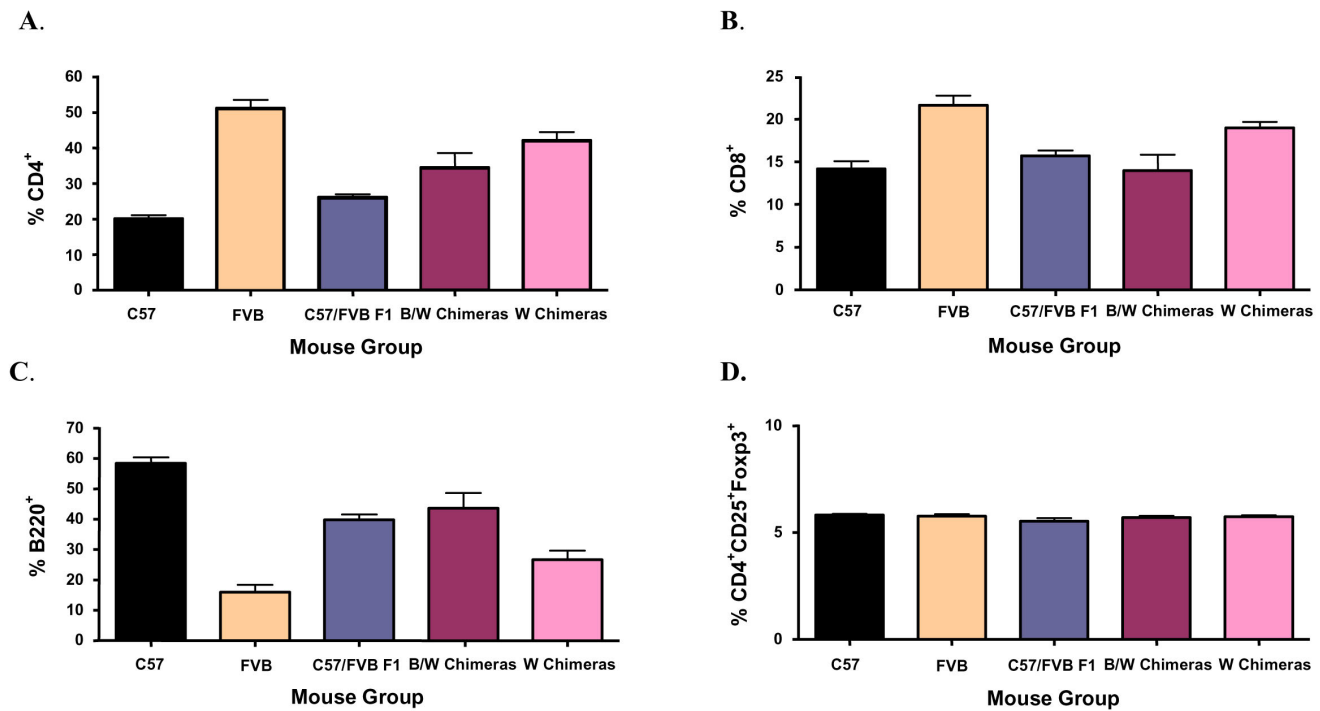 A.
60
50
40
30
20
10
0
% CD4+
C57 FVB C57/FVB F1 B/W Chimeras W Chimeras
Mouse Group
B.
25
20
15
10
5
0
% CD8+
C57 FVB C57/FVB F1 B/W Chimeras W Chimeras
Mouse Group
C.
70
60
50
40
30
20
10
0
% B220+
C57 FVB C57/FVB F1 B/W Chimeras W Chimeras
Mouse Group
D.
10
5
0
% CD4+CD25+Foxp3+
C57 FVB C57/FVB F1 B/W Chimeras W Chimeras
Mouse Group